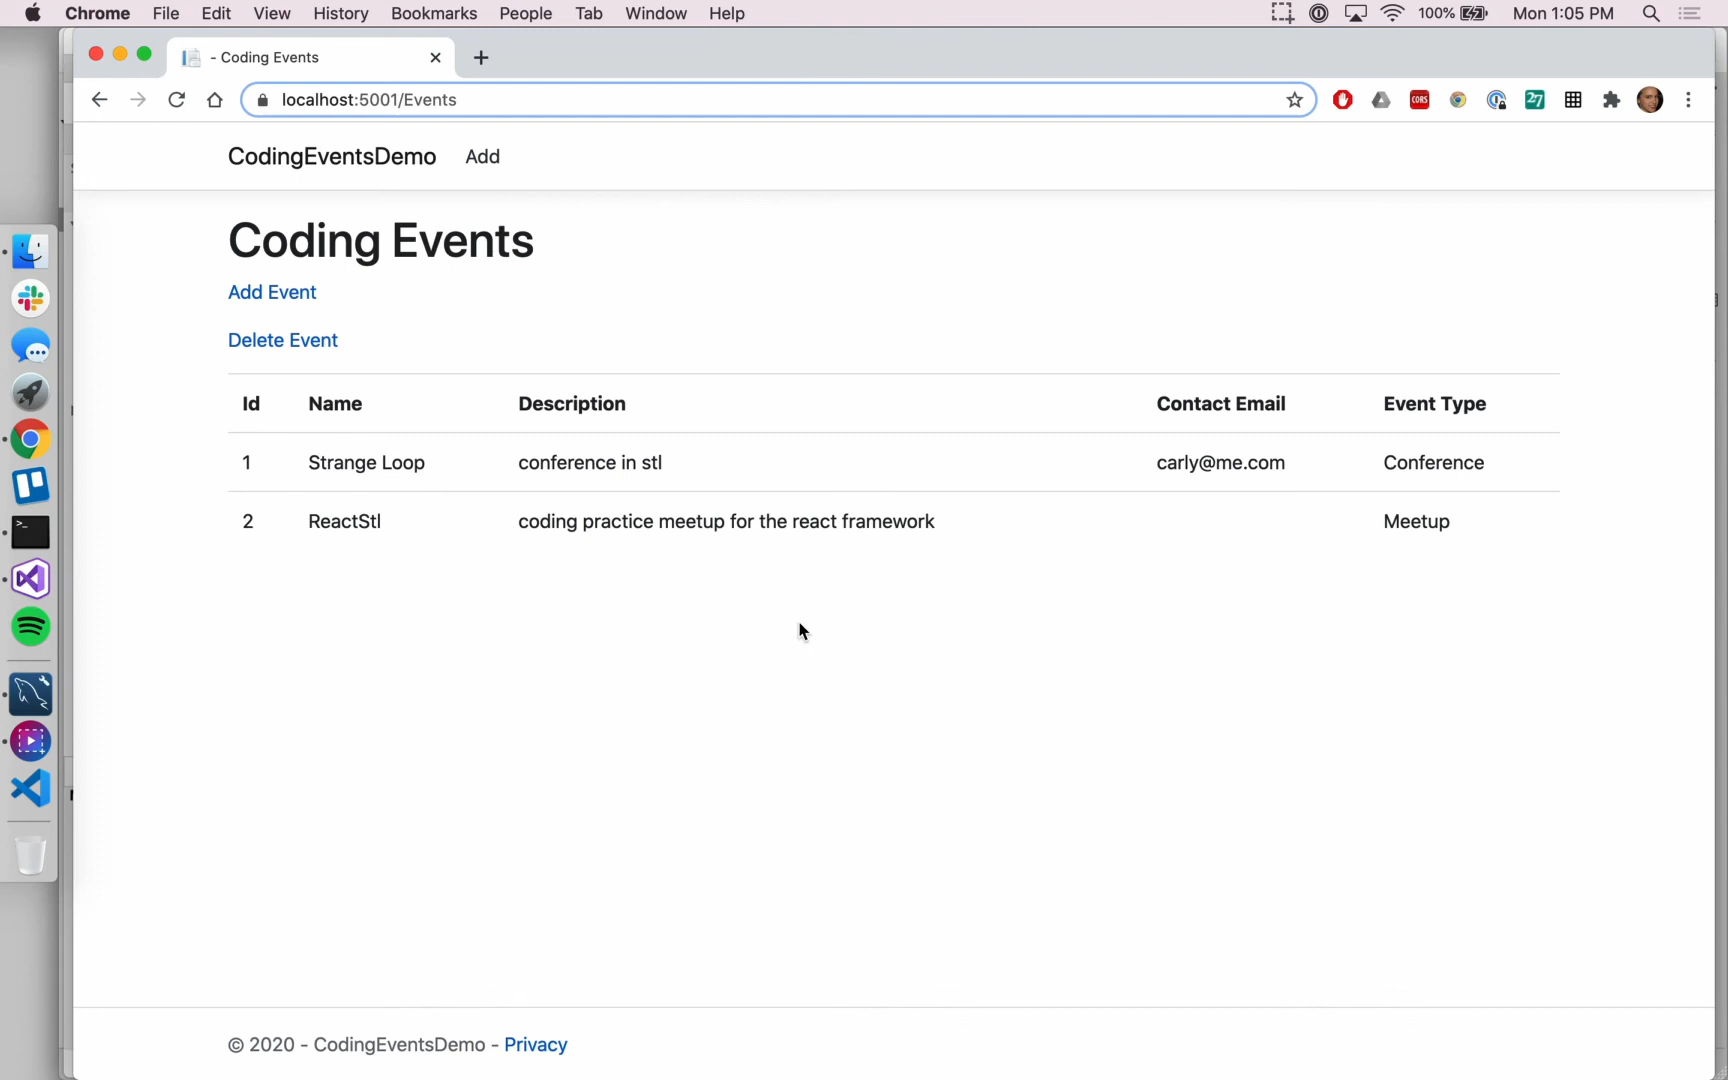 Chrome File Edit View History Bookmarks People Tab Window Help 100% Mon 1:05 PM
- Coding Events
localhost:5001/Events
CORS
27
CodingEventsDemo Add
Coding Events
Add Event
Delete Event
Id Name Description Contact Email Event Type
1 Strange Loop conference in stl carly@me.com Conference
2 ReactStl coding practice meetup for the react framework Meetup
© 2020 - CodingEventsDemo - Privacy